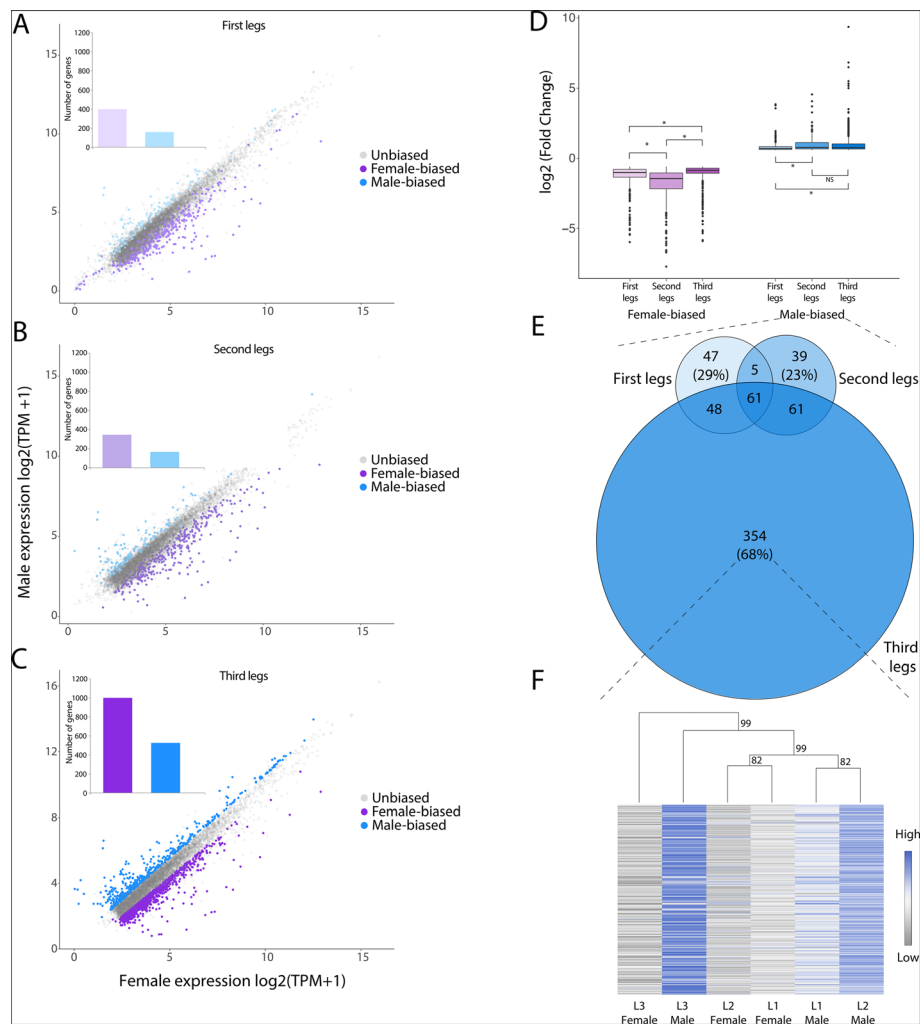 A
First legs
Number of genes
1200
1000
800
600
400
200
0
15
10
5
0
0
5
10
15
Unbiased
Female-biased
Male-biased
B
Second legs
Number of genes
1200
1000
800
600
400
200
0
15
10
5
0
0
5
10
15
Unbiased
Female-biased
Male-biased
Male expression log2(TPM +1)
C
Third legs
Number of genes
1200
1000
800
600
400
200
0
16
12
8
4
0
0
5
10
15
Unbiased
Female-biased
Male-biased
Female expression log2(TPM+1)
D
log2 (Fold Change)
10
5
0
−5
*
*
*
*
NS
*
First legs
Second legs
Third legs
First legs
Second legs
Third legs
Female-biased
Male-biased
E
First legs
Second legs
47
(29%)
5
39
(23%)
48
61
61
354
(68%)
Third
legs
F
99
99
82
82
High
Low
L3 Female
L3 Male
L2 Female
L1 Female
L1 Male
L2 Male